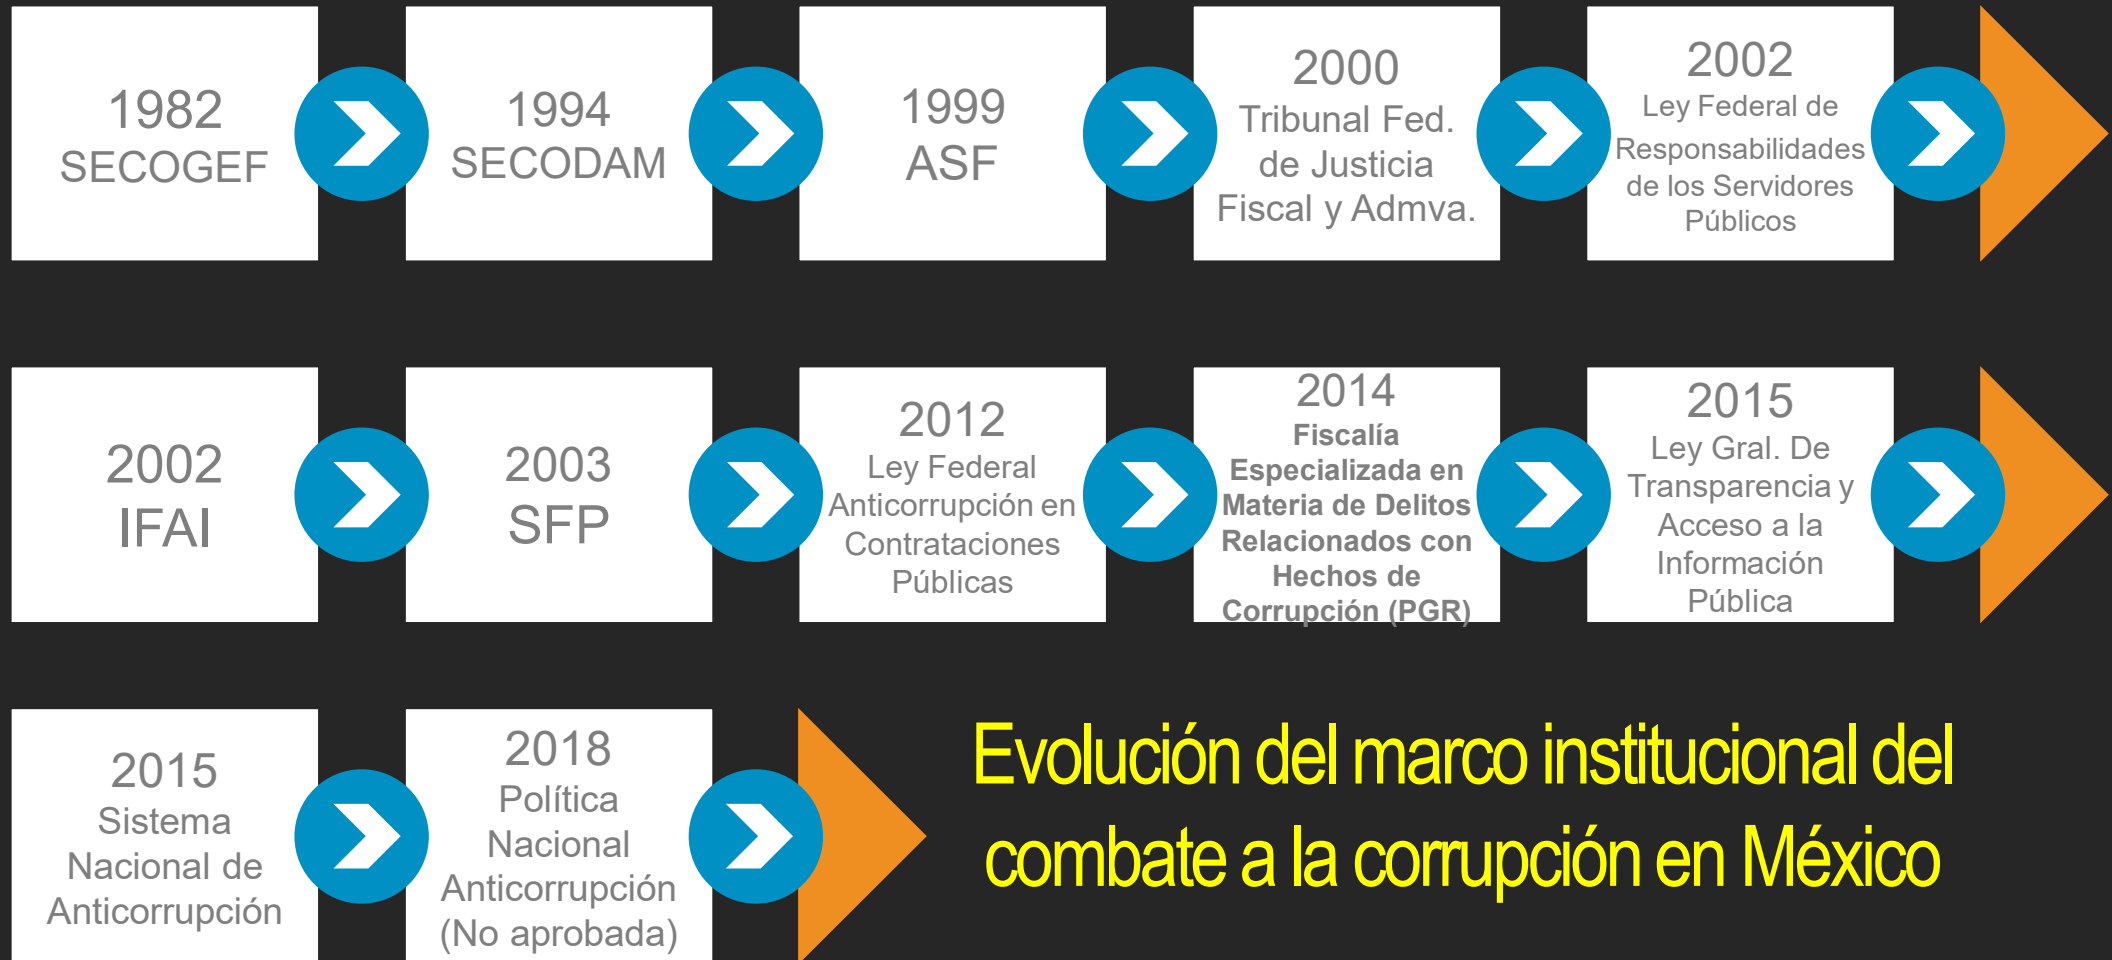 1982
SECOGEF
1994
SECODAM
1999
ASF
2000
Tribunal Fed.
de Justicia
Fiscal y Admva.
2002
Ley Federal de
Responsabilidades
de los Servidores
Públicos
2002
IFAI
2003
SFP
2012
Ley Federal
Anticorrupción en
Contrataciones
Públicas
2014
Fiscalía
Especializada en
Materia de Delitos
Relacionados con
Hechos de
Corrupción (PGR)
2015
Ley Gral. De
Transparencia y
Acceso a la
Información
Pública
2015
Sistema
Nacional de
Anticorrupción
2018
Política
Nacional
Anticorrupción
(No aprobada)
Evolución del marco institucional del
combate a la corrupción en México